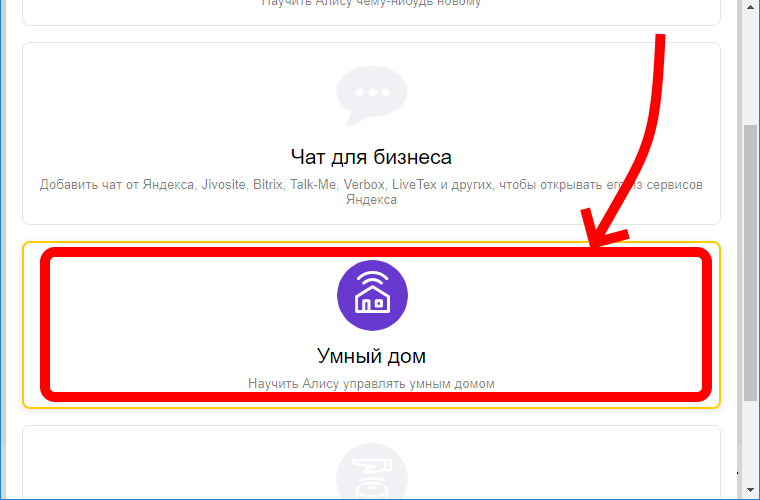 Научить Алису чему-нибудь новому
Чат для бизнеса
Добавить чат от Яндекса, Jivosite, Bitrix, Talk-Me, Verbox, LiveTex и других, чтобы открывать его из сервисов
Яндекса
Умный дом
Научить Алису управлять умным домом